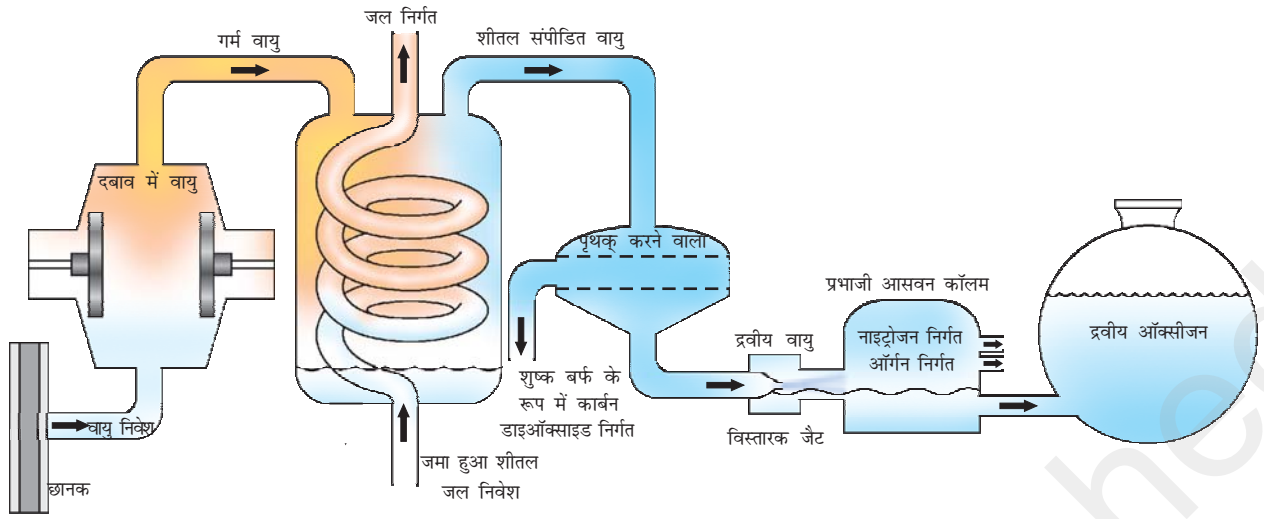 जल निर्गत
गर्म वायु
शीतल संपीडित वायु
दबाव में वायु
पृथक् करने वाला
प्रभाजी आसवन कॉलम
द्रवीय वायु
नाइट्रोजन निर्गत
ऑर्गन निर्गत
द्रवीय ऑक्सीजन
शुष्क बर्फ के
रूप में कार्बन
डाइऑक्साइड निर्गत
वायु निवेश
विस्तारक जैट
जमा हुआ शीतल
जल निवेश
छानक
he